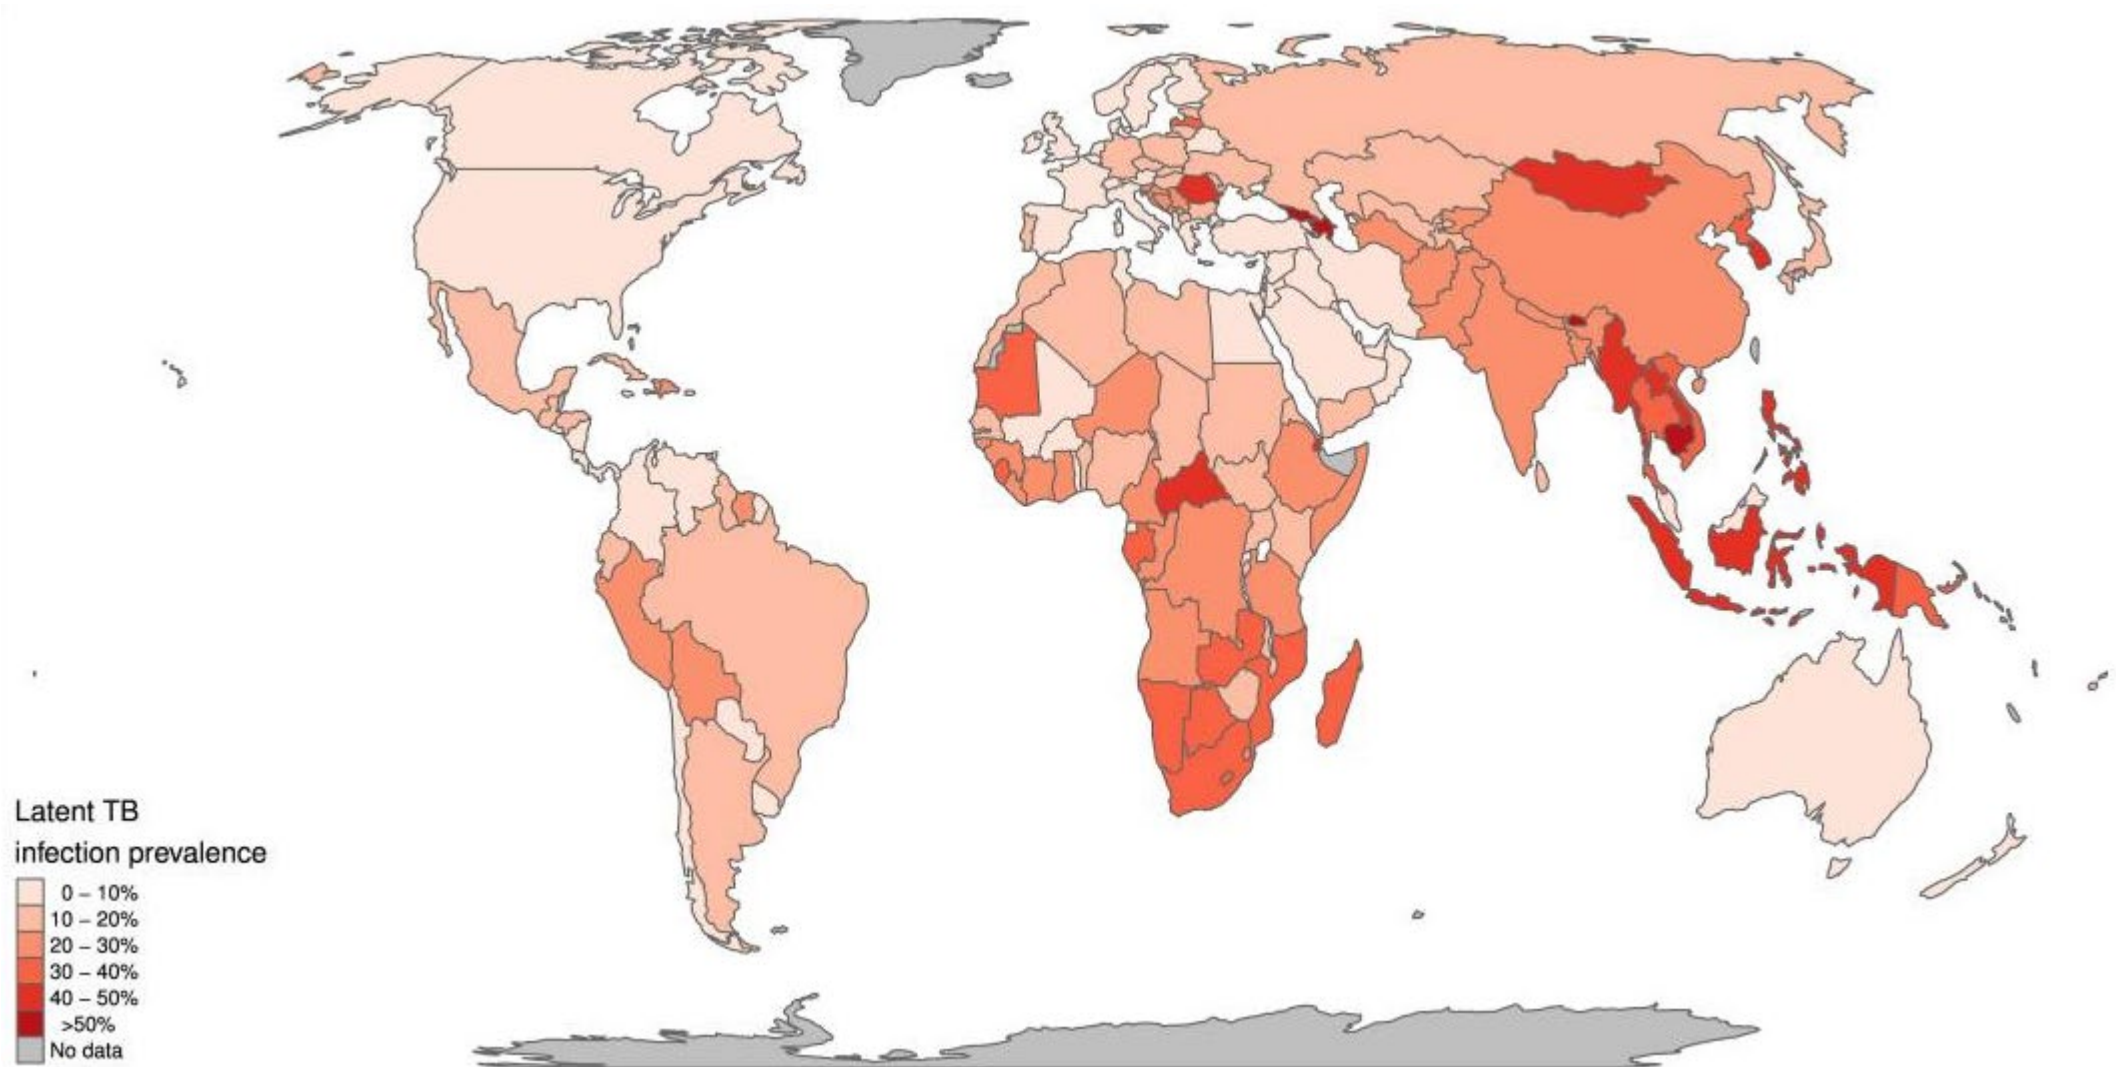 Latent TB
infection prevalence
0 – 10%
10 – 20%
20 – 30%
30 – 40%
40 – 50%
>50%
No data